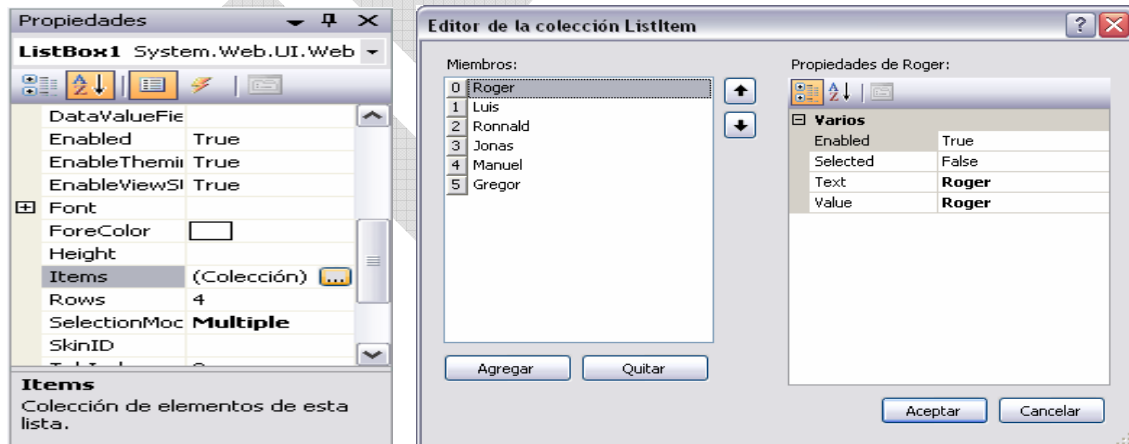 Propiedades
ListBox1 System.Web.UI.Web
DataValueFie
Enabled True
EnableThemii True
EnableViewSl True
Font
ForeColor
Height
Items (Colección) ...
Rows 4
SelectionMoc Multiple
SkinID
Items
Colección de elementos de esta
lista.
Editor de la colección ListItem
Miembros:
0 Roger
1 Luis
2 Ronnald
3 Jonas
4 Manuel
5 Gregor
Agregar Quitar
Propiedades de Roger:
Varios
Enabled True
Selected False
Text Roger
Value Roger
Aceptar Cancelar